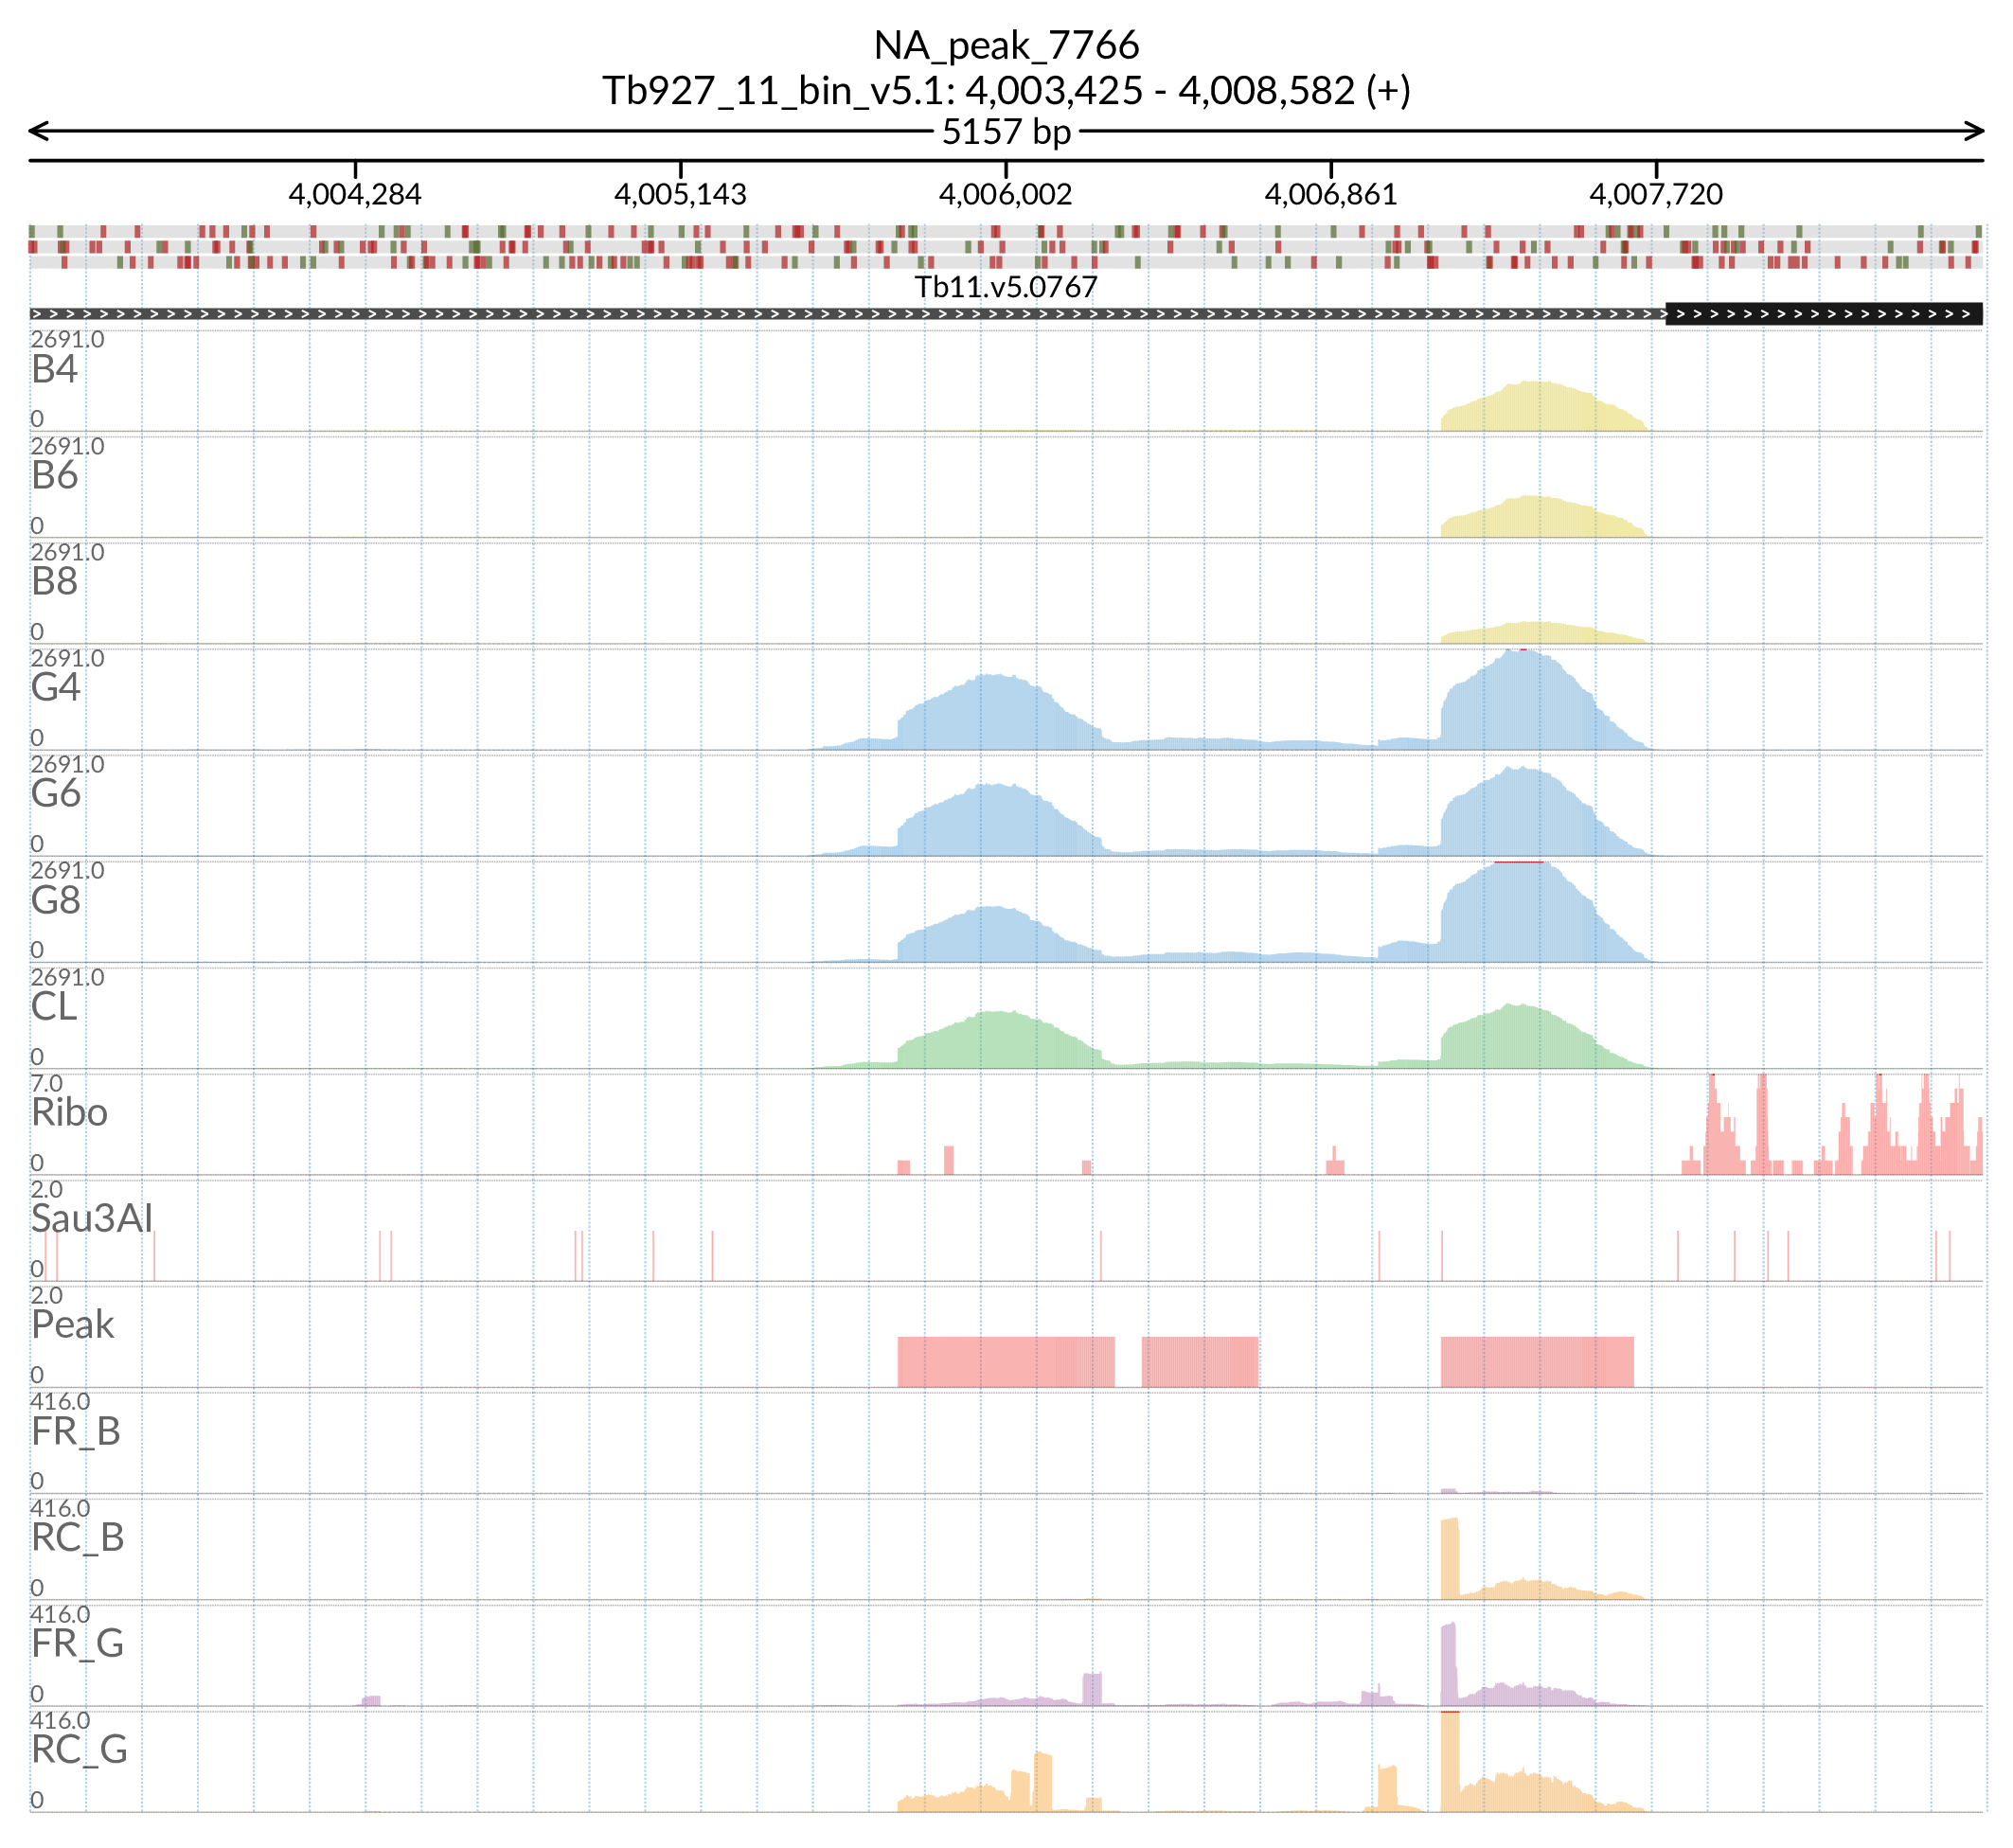 NA_peak_7766
Tb927_11_bin_v5.1: 4,003,425 - 4,008,582 (+)
5157 bp
4,004,284 4,005,143 4,006,002 4,008,861 4,007,720
Tb11.v5.0767
2691.0
B4
0
2691.0
B6
0
2691.0
B8
0
2691.0
G4
0
2691.0
G6
0
2691.0
G8
0
2691.0
CL
0
7.0
Ribo
0
2.0
Sau3AI
0
2.0
Peak
0
416.0
FR_B
0
416.0
RC_B
0
416.0
FR_G
0
416.0
RC_G
0